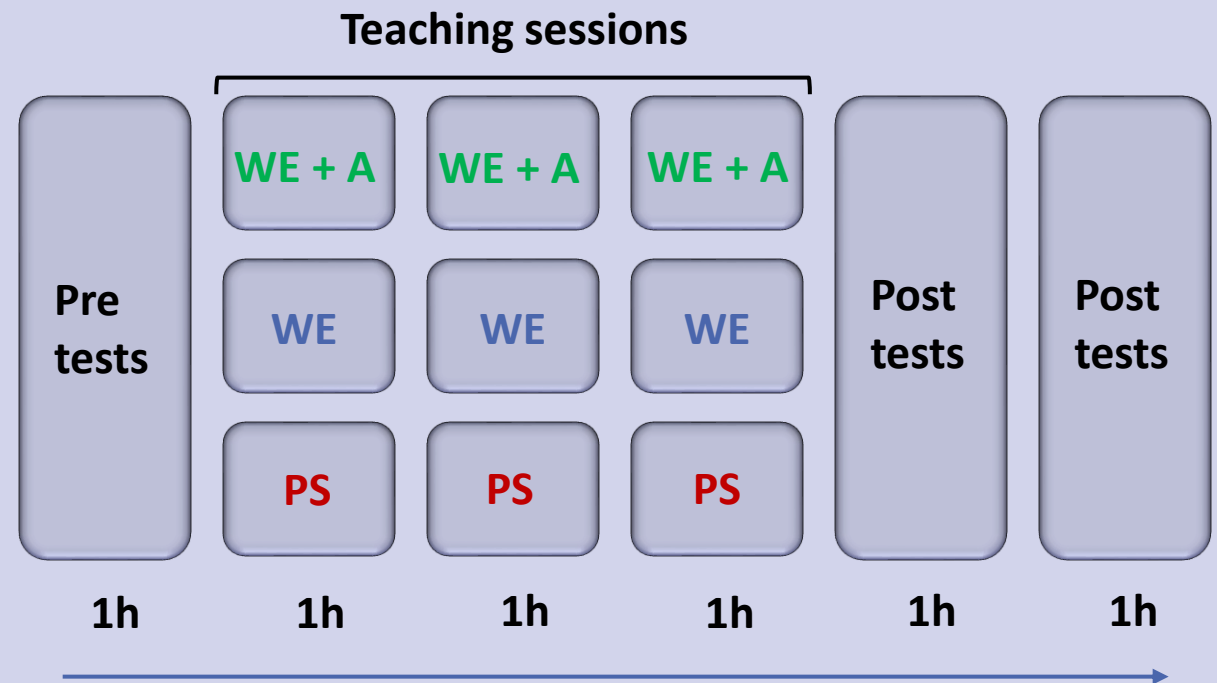 Teaching sessions
Pre
tests
WE + A
WE + A
WE + A
WE
WE
WE
PS
PS
PS
Post
tests
Post
tests
1h
1h
1h
1h
1h
1h